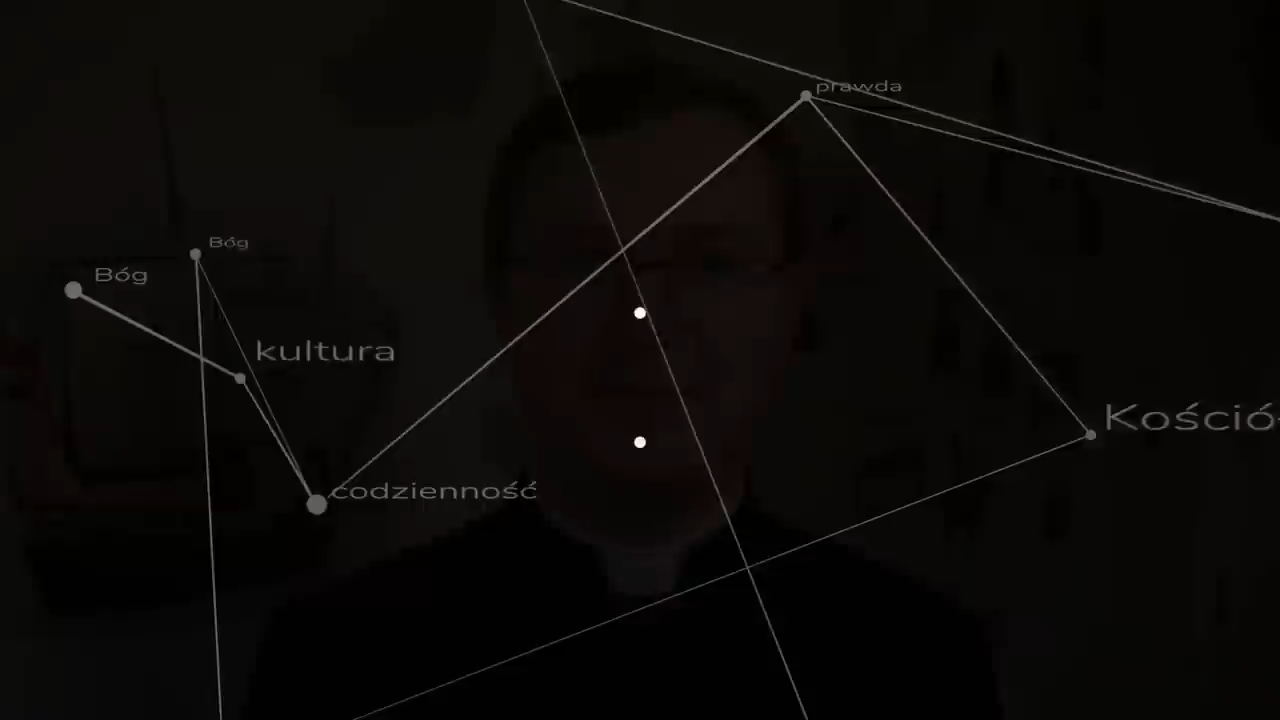 prawda
Bóg
Bóg
kultura
Kośció
codzienność